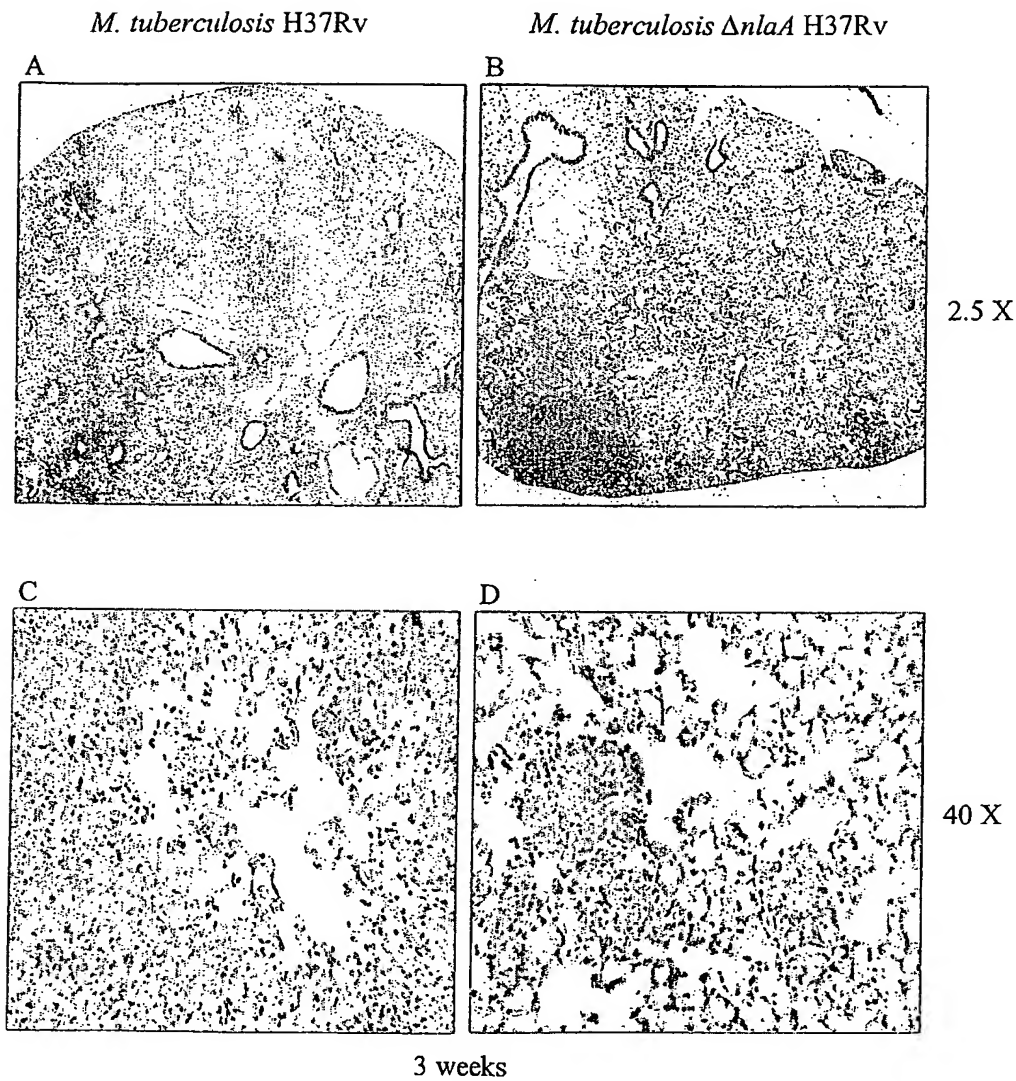 M. tuberculosis H37Rv
M. tuberculosis ΔnlaA H37Rv
A
B
2.5 X
C
D
40 X
3 weeks